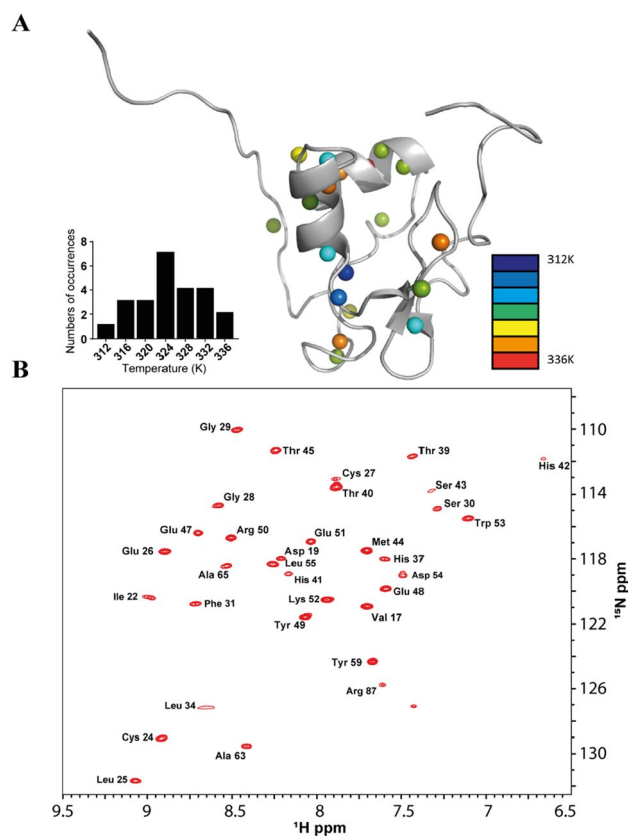 A
Numbers of occurrences
8
6
4
2
0
312 316 320 324 328 332 336
Temperature (K)
312K
336K
B
Gly 29
Thr 45
Thr 39
His 42
Cys 27
Thr 40
Ser 43
Gly 28
Ser 30
Trp 53
Glu 47
Arg 50
Glu 51
Met 44
Glu 26
Asp 19
His 37
Leu 55
Asp 54
Ala 65
His 41
Glu 48
Ile 22
Phe 31
Lys 52
Val 17
Tyr 49
Tyr 59
Arg 87
Leu 34
Cys 24
Ala 63
Leu 25
110
114
118
122
126
130
¹⁵N ppm
9.5 9 8.5 8 7.5 7 6.5
¹H ppm